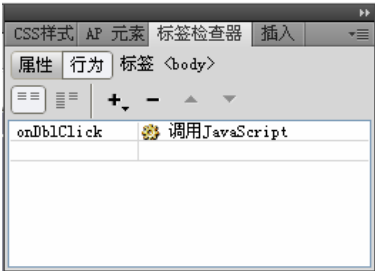 CSS样式 AP 元素 标签检查器 插入
属性 行为 标签 <body>
onDblClick 调用JavaScript